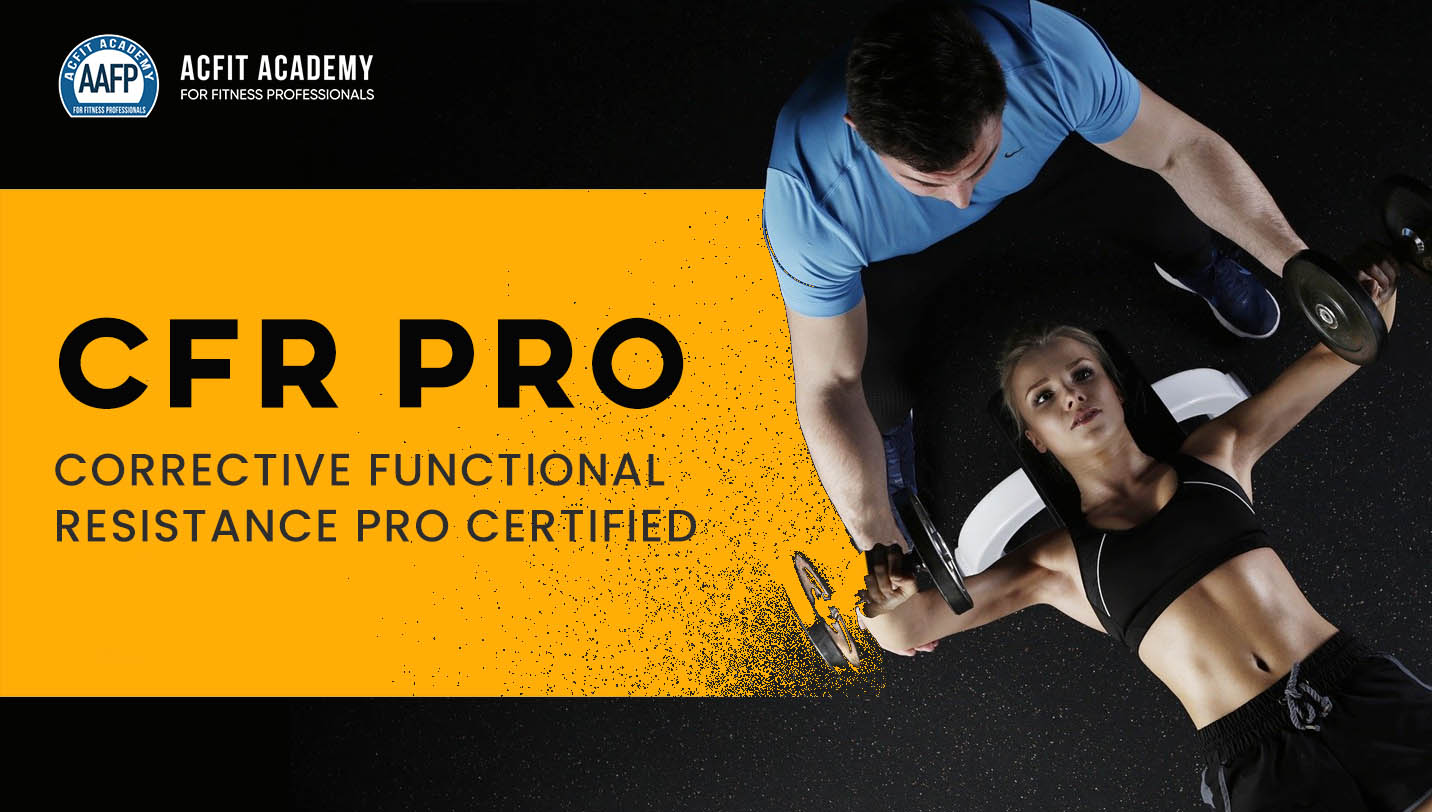 ACFIT ACADEMY
AAFP
FOR FITNESS PROFESSIONALS
ACFIT ACADEMY
FOR FITNESS PROFESSIONALS
CFR PRO
CORRECTIVE FUNCTIONAL
RESISTANCE PRO CERTIFIED